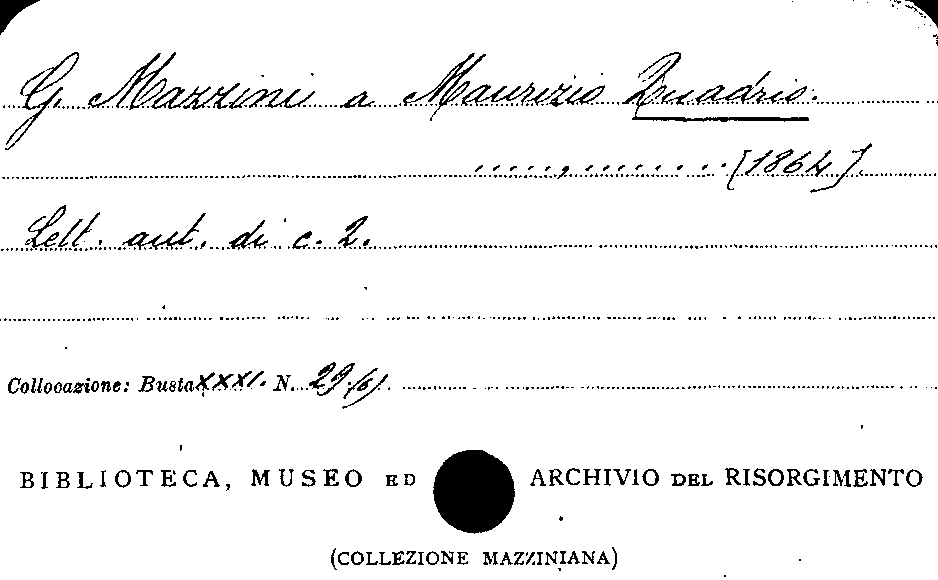 G. Mazzini a Maurizio Quadrio.
....., ........ [1864].
Lett. aut. di c. 2.
Collocazione: Busta XXXI. N. 29/6)
BIBLIOTECA, MUSEO ED ARCHIVIO DEL RISORGIMENTO
(COLLEZIONE MAZZINIANA)